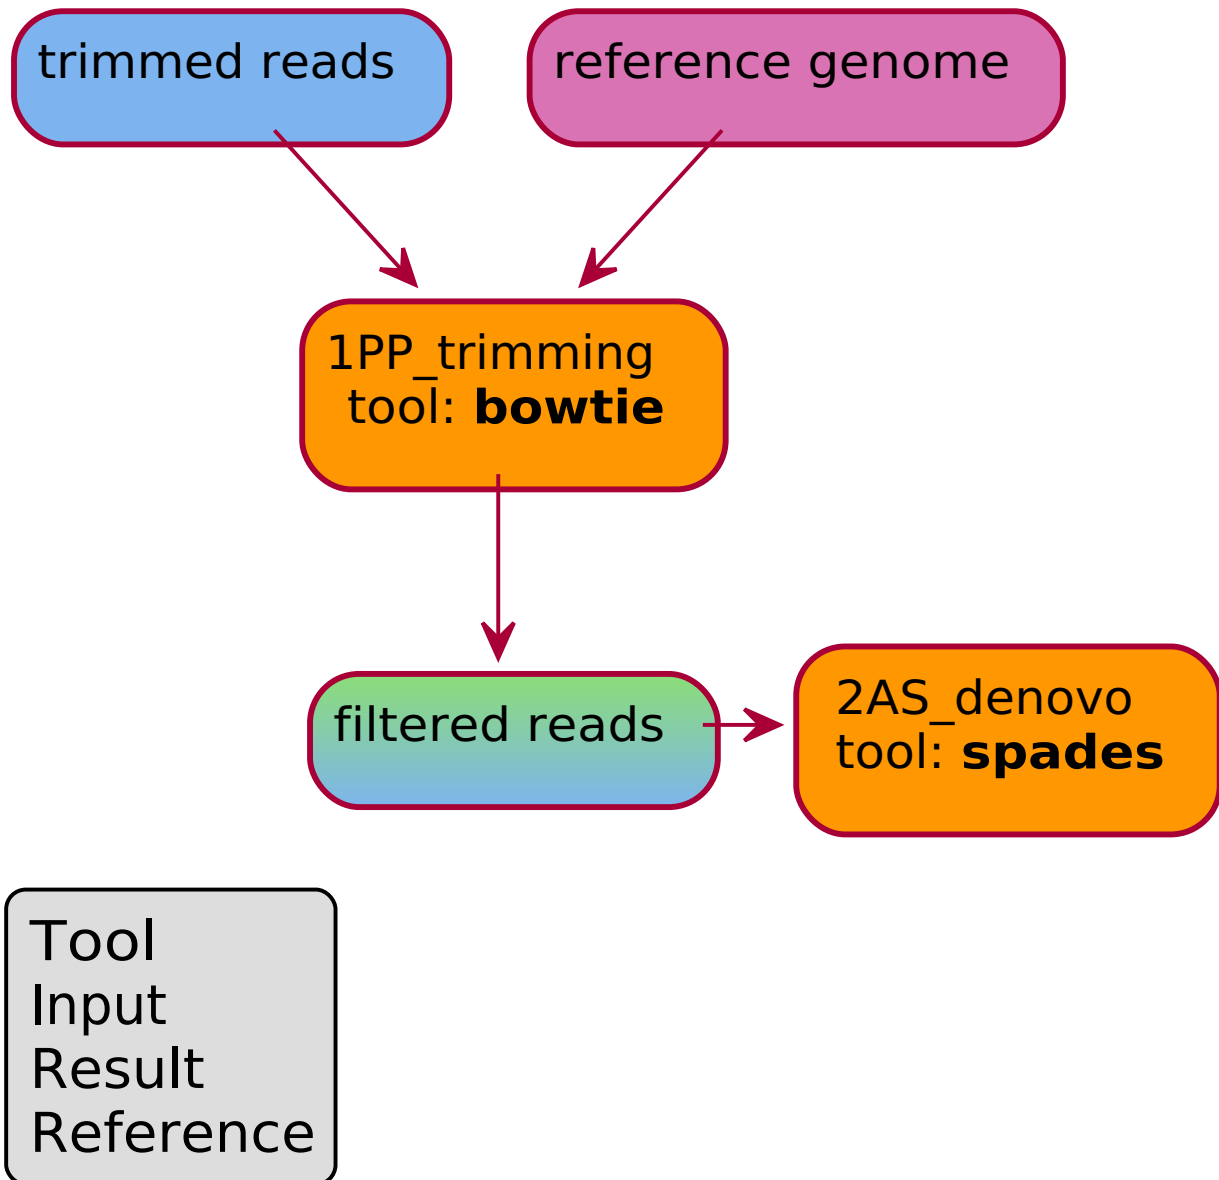 trimmed reads
reference genome
1PP_trimming
tool: bowtie
filtered reads
2AS_denovo
tool: spades
Tool
Input
Result
Reference